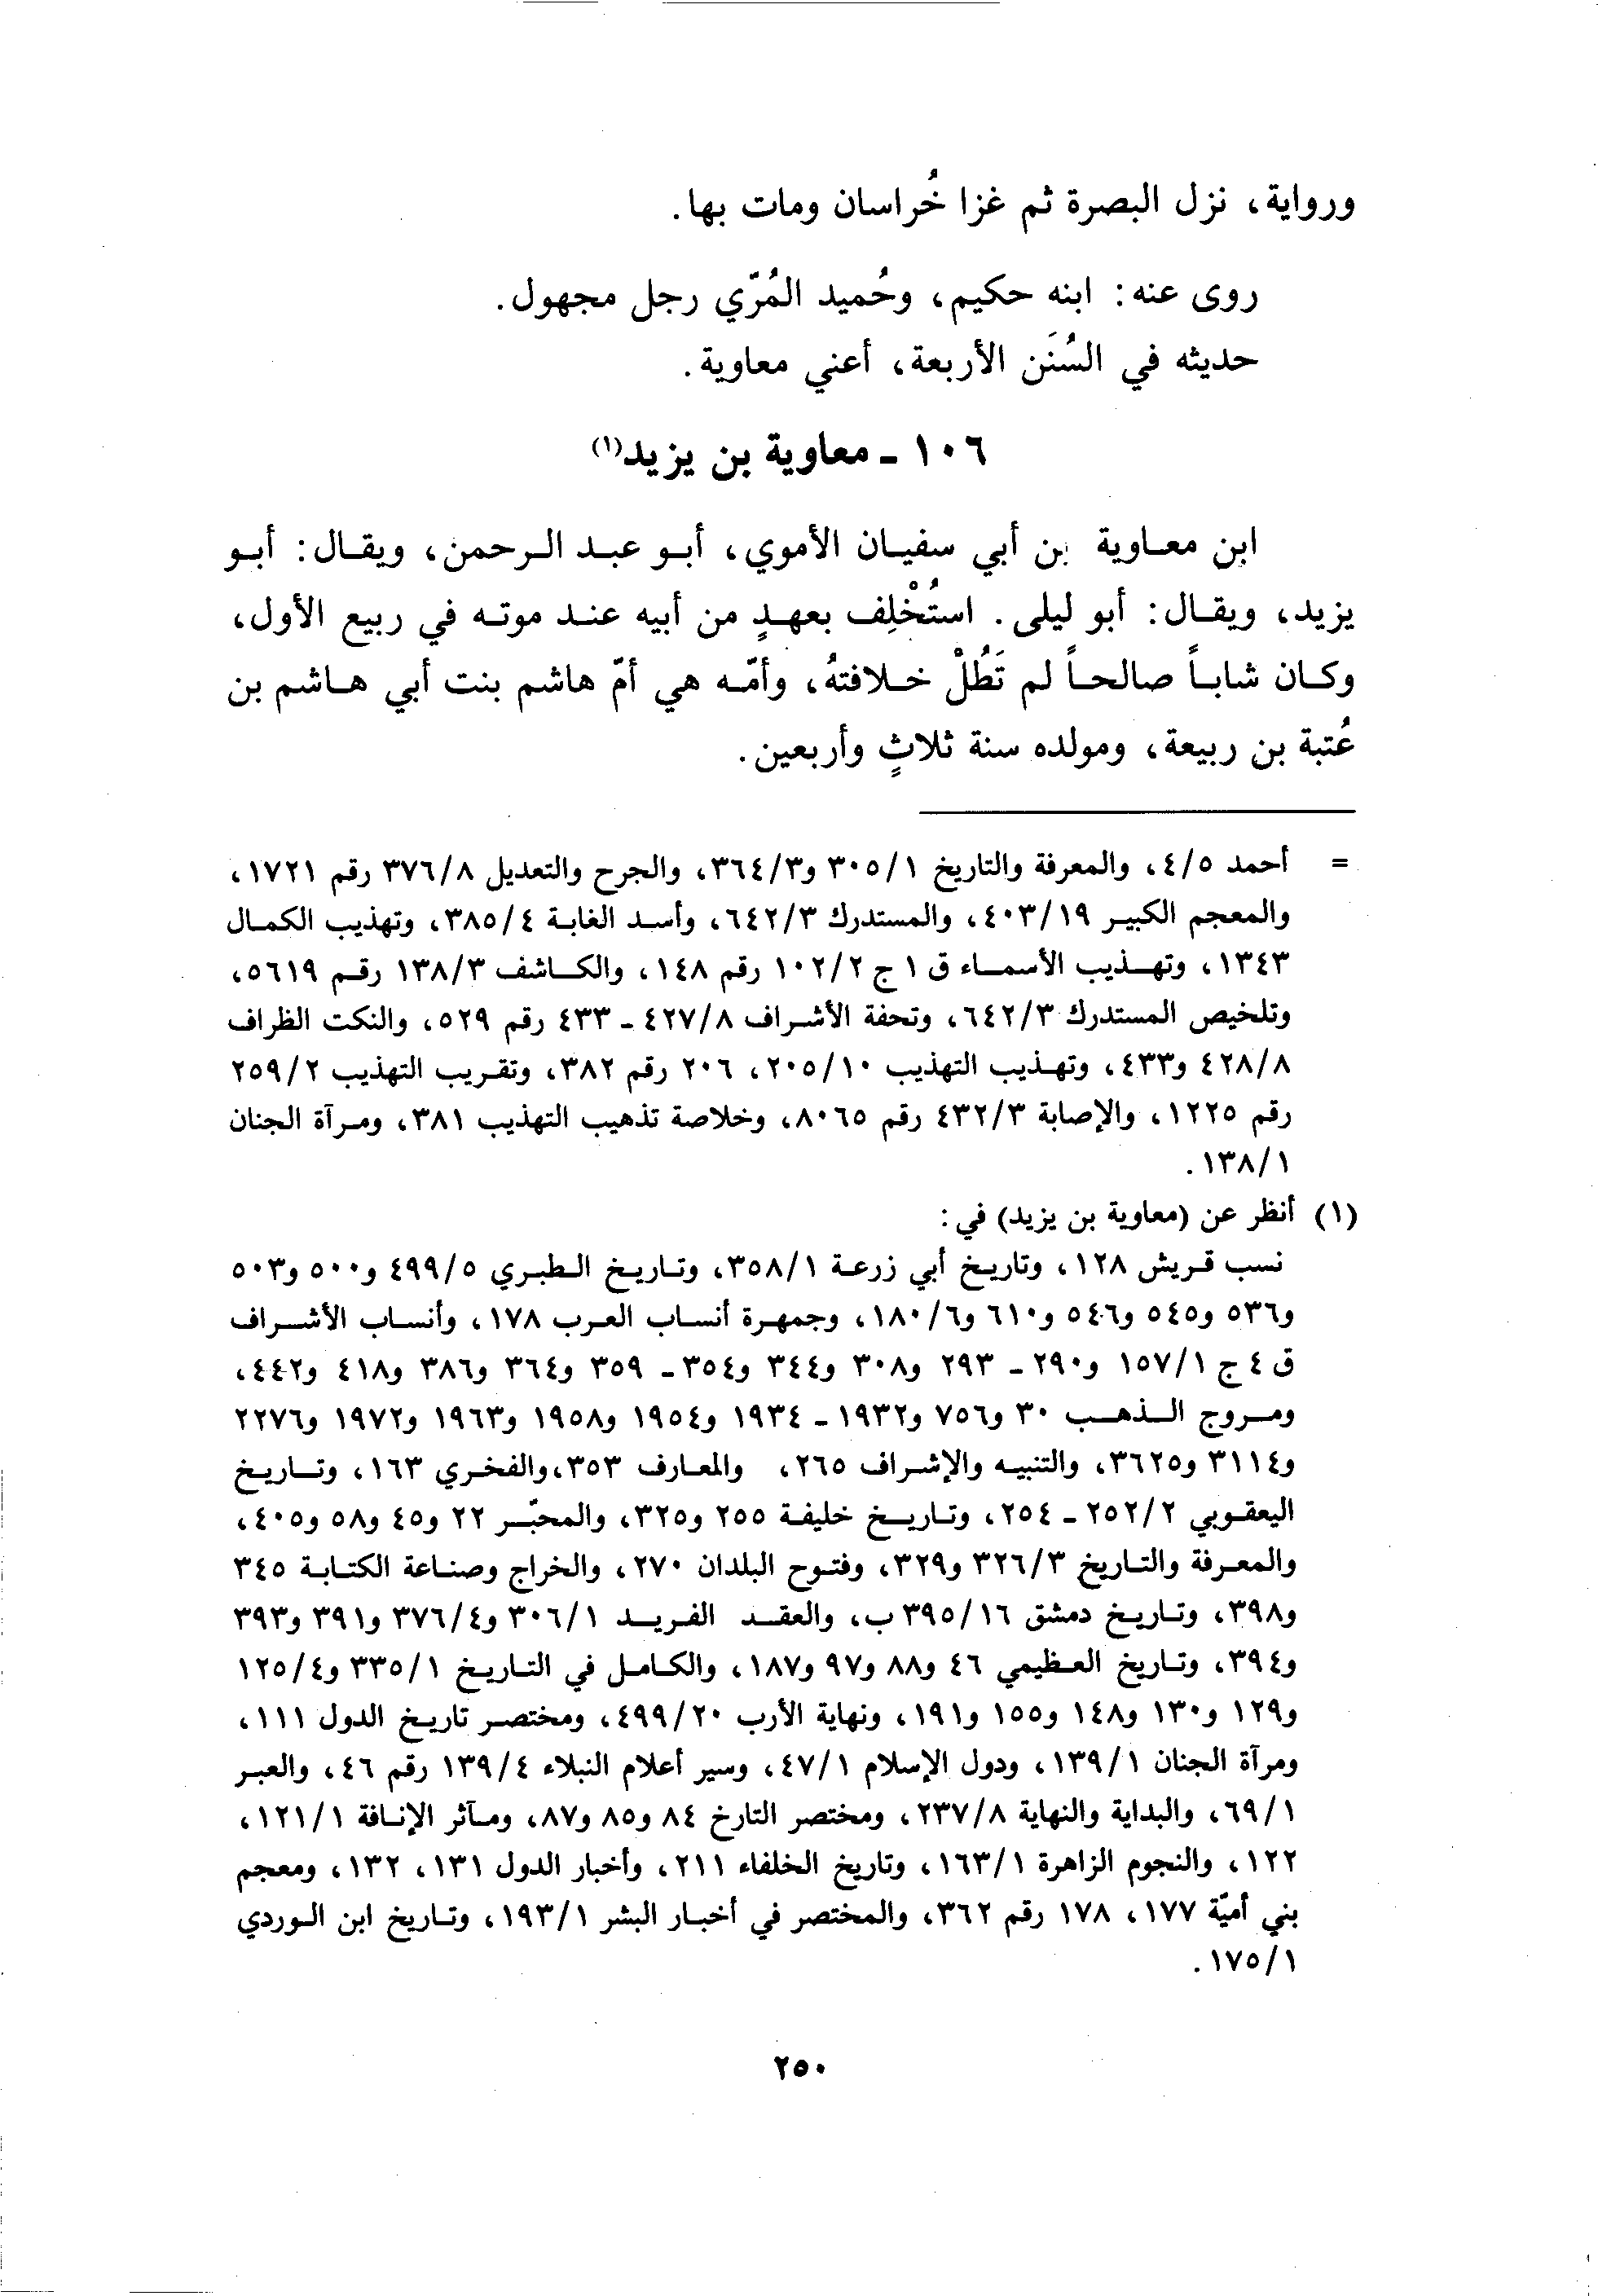 ورواية، نزل البصرة ثم غزا خُراسان ومات بها.
روى عنه: ابنه حكيم، وحُميد المُرّي رجل مجهول.
حديثه في السُنَن الأربعة، أعني معاوية.
١٠٦ ـ معاوية بن يزيد(١)
ابن معاوية بن أبي سفيان الأموي، أبو عبد الرحمن، ويقال: أبو
يزيد، ويقال: أبو ليلى. استُخْلِف بعهدٍ من أبيه عند موته في ربيع الأول،
وكان شاباً صالحاً لم تَطُلْ خلافتهُ، وأمّه هي أمّ هاشم بنت أبي هاشم بن
عُتبة بن ربيعة، ومولده سنة ثلاثٍ وأربعين.
= أحمد ٤/٥، والمعرفة والتاريخ ٣٠٥/١ و٣٦٤/٣، والجرح والتعديل ٣٧٦/٨ رقم ١٧٢١،
والمعجم الكبير ٤٠٣/١٩، والمستدرك ٦٤٢/٣، وأسد الغابة ٣٨٥/٤، وتهذيب الكمال
١٣٤٣، وتهذيب الأسماء ق ١ ج ١٠٢/٢ رقم ١٤٨، والكاشف ١٣٨/٣ رقم ٥٦١٩،
وتلخيص المستدرك ٦٤٢/٣، وتحفة الأشراف ٤٢٧/٨ ـ ٤٣٣ رقم ٥٢٩، والنكت الظراف
٤٢٨/٨ و٤٣٣، وتهذيب التهذيب ٢٠٥/١٠، ٢٠٦ رقم ٣٨٢، وتقريب التهذيب ٢٥٩/٢
رقم ١٢٢٥، والإصابة ٤٣٢/٣ رقم ٨٠٦٥، وخلاصة تذهيب التهذيب ٣٨١، ومرآة الجنان
١٣٨/١.
(١) أنظر عن (معاوية بن يزيد) في:
نسب قريش ١٢٨، وتاريخ أبي زرعة ٣٥٨/١، وتاريخ الطبري ٤٩٩/٥ و٥٠٠ و٥٠٣
و٥٣٦ و٥٤٥ و٥٤٦ و٦١٠ و١٨٠/٦، وجمهرة أنساب العرب ١٧٨، وأنساب الأشراف
ق ٤ ج ١٥٧/١ و٢٩٠ ـ ٢٩٣ و٣٠٨ و٣٤٤ و٣٥٤ ـ ٣٥٩ و٣٦٤ و٣٨٦ و٤١٨ و٤٤٢،
ومروج الذهب ٣٠ و٧٥٦ و١٩٣٢ ـ ١٩٣٤ و١٩٥٤ و١٩٥٨ و١٩٦٣ و١٩٧٢ و٢٢٧٦
و٣١١٤ و٣٦٢٥، والتنبيه والإشراف ٢٦٥، والمعارف ٣٥٣، والفخري ١٦٣، وتاريخ
اليعقوبي ٢٥٢/٢ ـ ٢٥٤، وتاريخ خليفة ٢٥٥ و٣٢٥، والمحبّر ٢٢ و٤٥ و٥٨ و٤٠٥،
والمعرفة والتاريخ ٣٢٦/٣ و٣٢٩، وفتوح البلدان ٢٧٠، والخراج وصناعة الكتابة ٣٤٥
و٣٩٨، وتاريخ دمشق ٣٩٥/١٦ ب، والعقد الفريد ٣٠٦/١ و٣٧٦/٤ و٣٩١ و٣٩٣
و٣٩٤، وتاريخ العظيمي ٤٦ و٨٨ و٩٧ و١٨٧، والكامل في التاريخ ٣٣٥/١ و١٢٥/٤
و١٢٩ و١٣٠ و١٤٨ و١٥٥ و١٩١، ونهاية الأرب ٤٩٩/٢٠، ومختصر تاريخ الدول ١١١،
ومرآة الجنان ١٣٩/١، ودول الإسلام ٤٧/١، وسير أعلام النبلاء ١٣٩/٤ رقم ٤٦، والعبر
٦٩/١، والبداية والنهاية ٢٣٧/٨، ومختصر التارخ ٨٤ و٨٥ و٨٧، ومآثر الإنافة ١٢١/١،
١٢٢، والنجوم الزاهرة ١٦٣/١، وتاريخ الخلفاء ٢١١، وأخبار الدول ١٣١، ١٣٢، ومعجم
بني أميّة ١٧٧، ١٧٨ رقم ٣٦٢، والمختصر في أخبار البشر ١٩٣/١، وتاريخ ابن الوردي
١٧٥/١.
٢٥٠